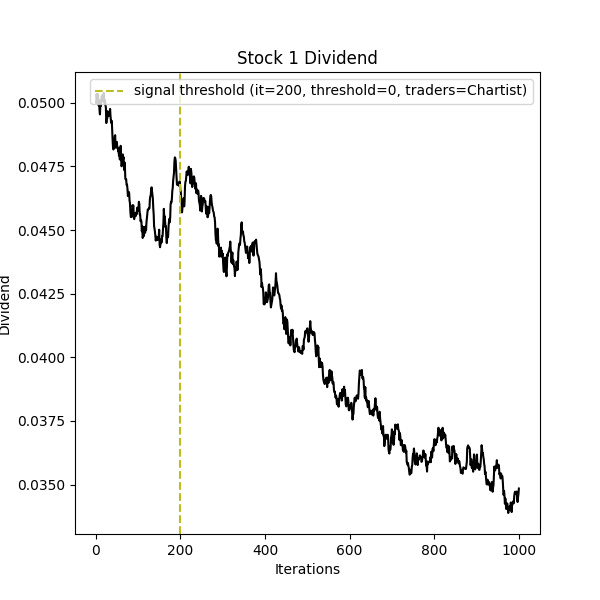 Stock 1 Dividend
signal threshold (it=200, threshold=0, traders=Chartist)
0.0500
0.0475
0.0450
0.0425
0.0400
0.0375
0.0350
Dividend
0 200 400 600 800 1000
Iterations